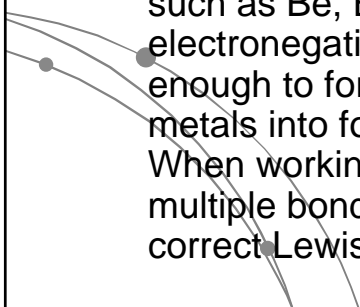 such as Be, B
electronegati
enough to for
metals into fo
When workin
multiple bond
correct Lewis